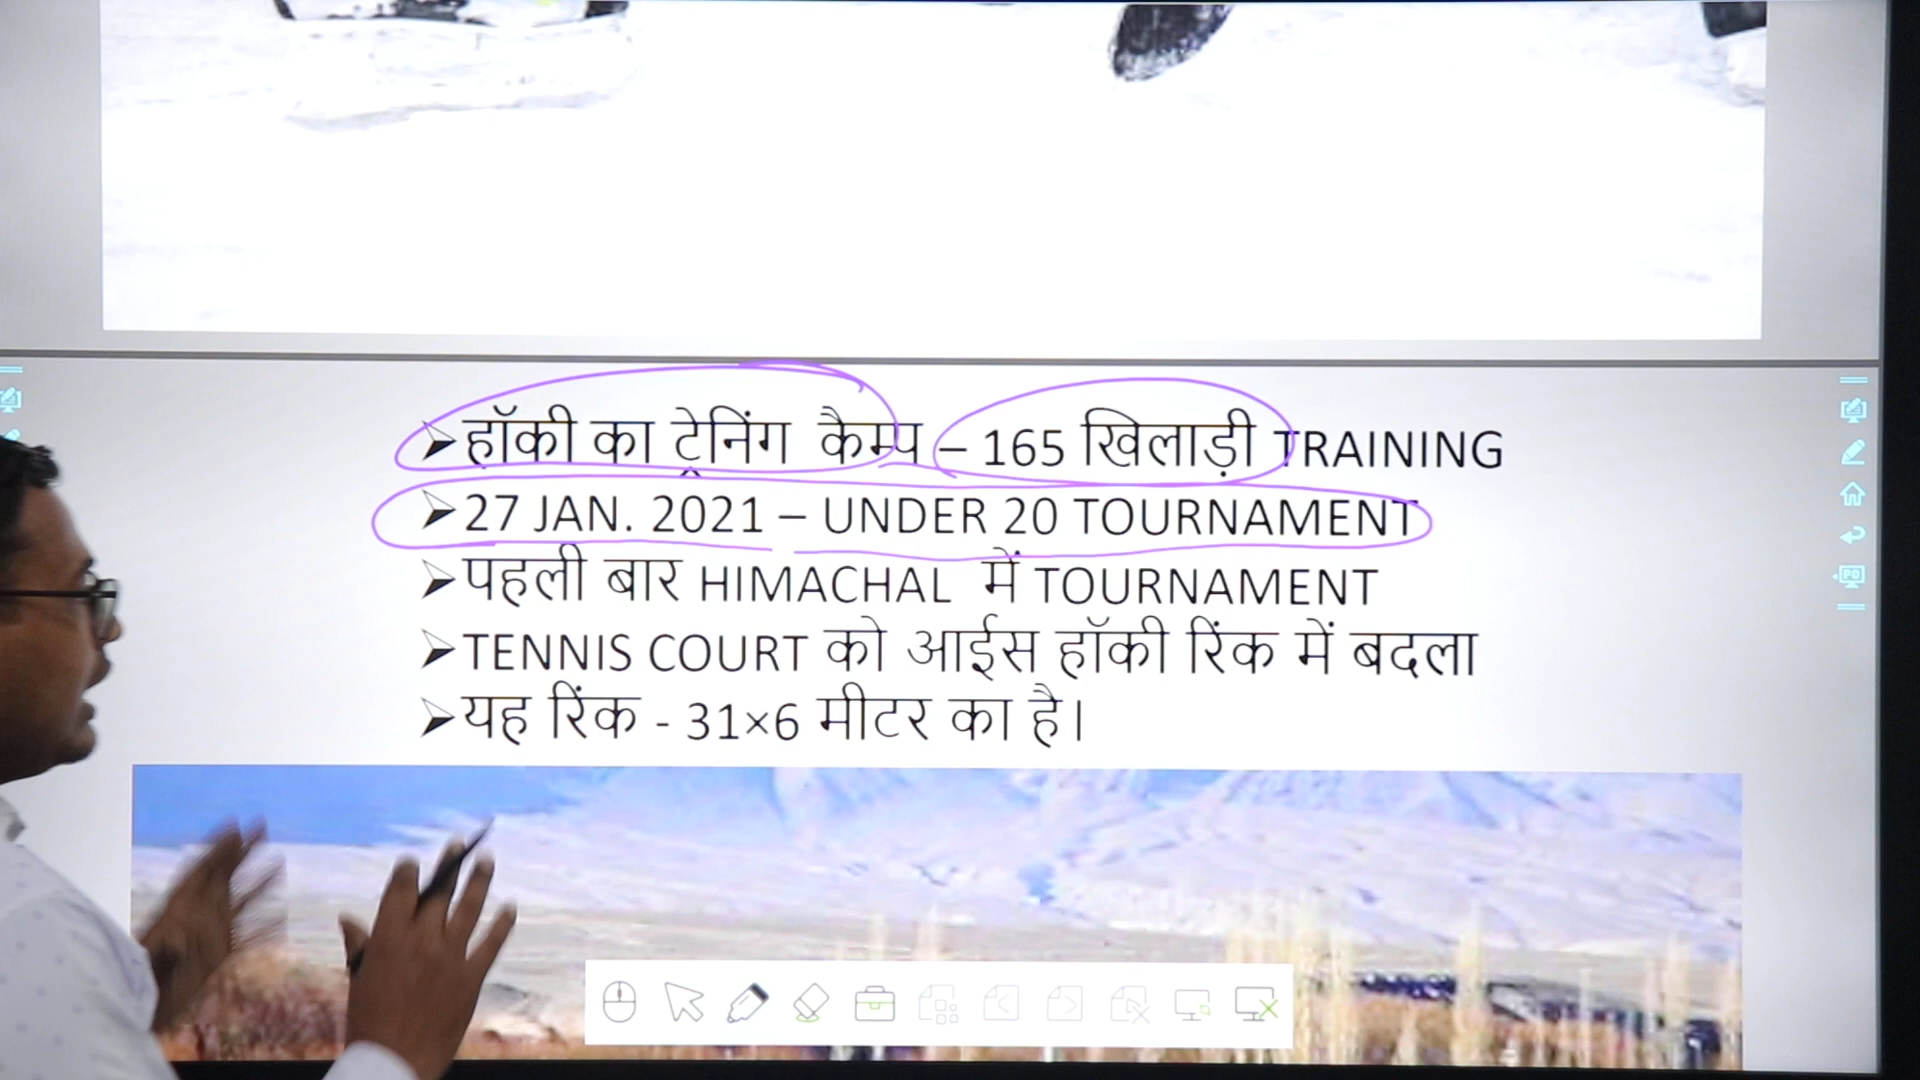 ➢हॉकी का ट्रेनिंग कैम्प – 165 खिलाड़ी TRAINING
➢27 JAN. 2021 – UNDER 20 TOURNAMENT
➢पहली बार HIMACHAL में TOURNAMENT
➢TENNIS COURT को आईस हॉकी रिंक में बदला
➢यह रिंक - 31×6 मीटर का है।
PC